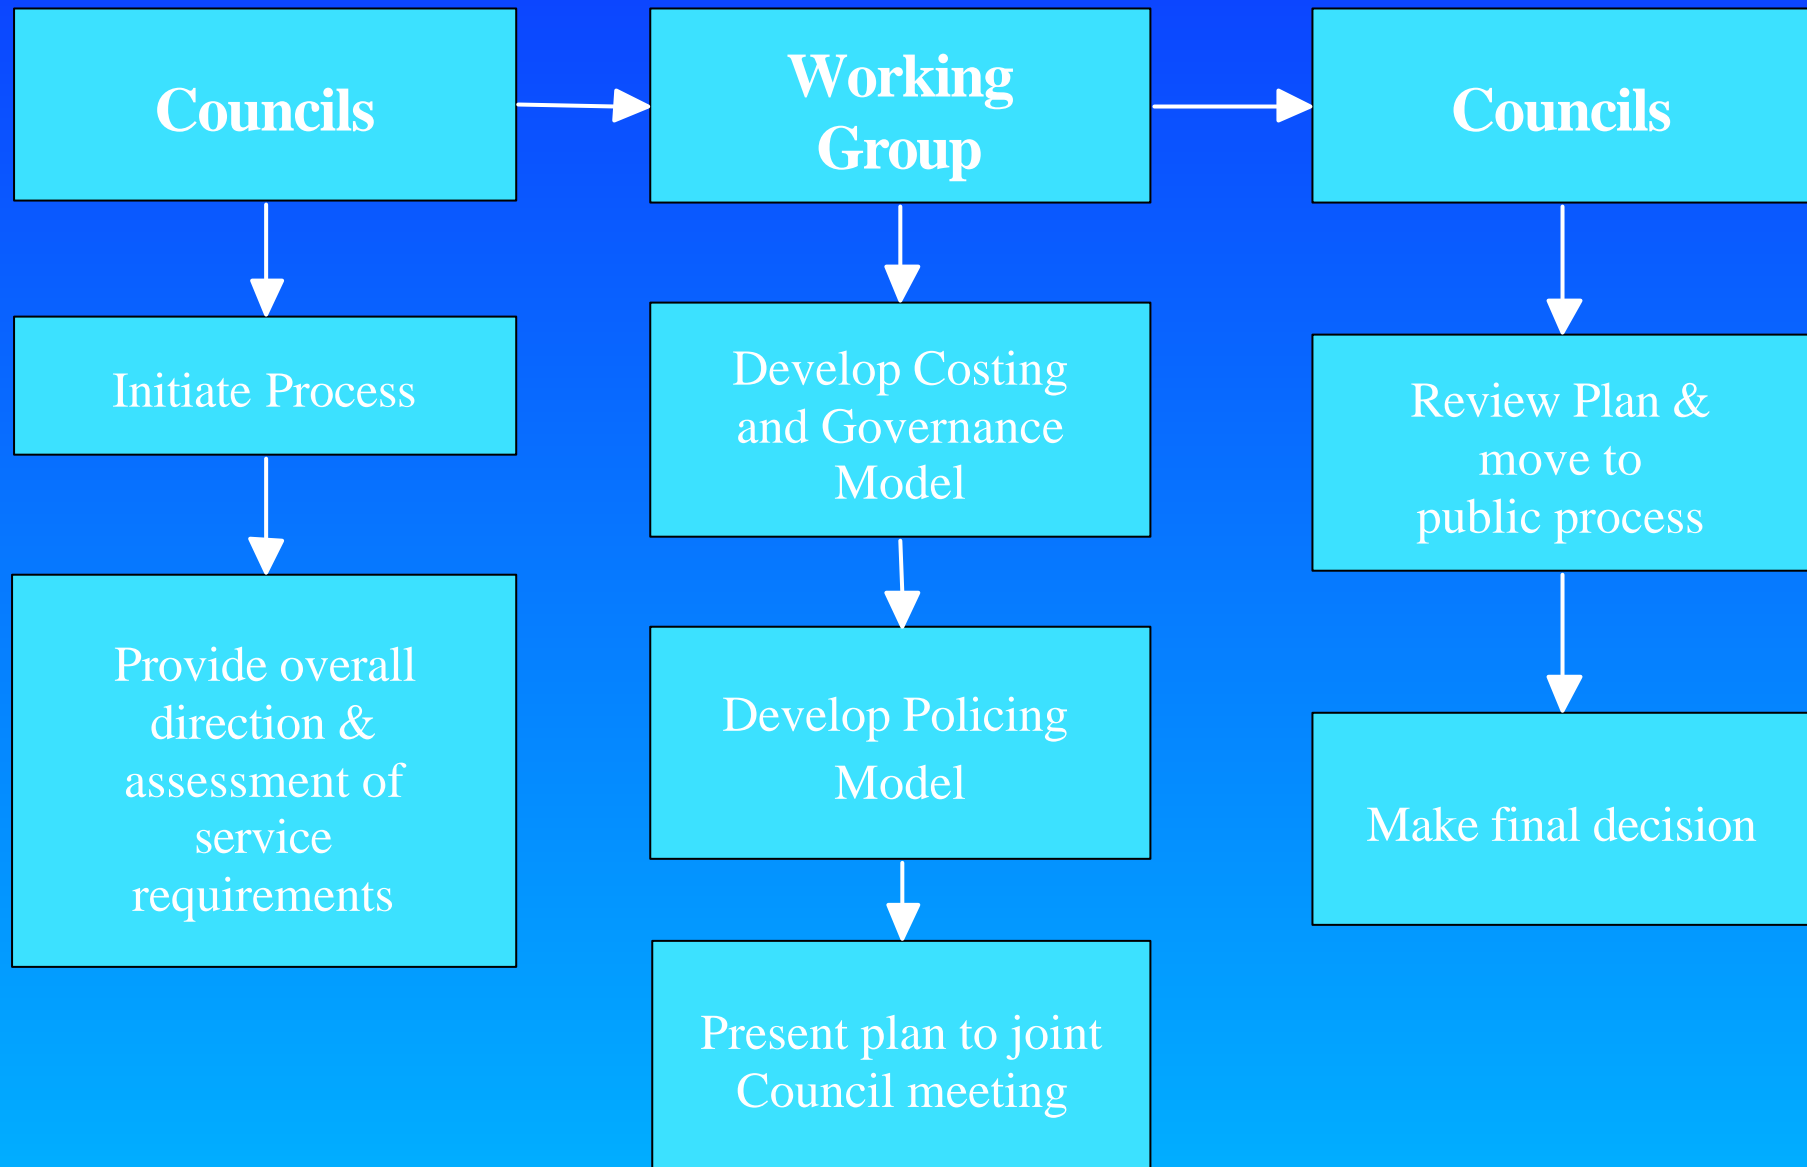 Councils
Initiate Process
Provide overall
direction &
assessment of
service
requirements
Working
Group
Develop Costing
and Governance
Model
Develop Policing
Model
Present plan to joint
Council meeting
Councils
Review Plan &
move to
public process
Make final decision